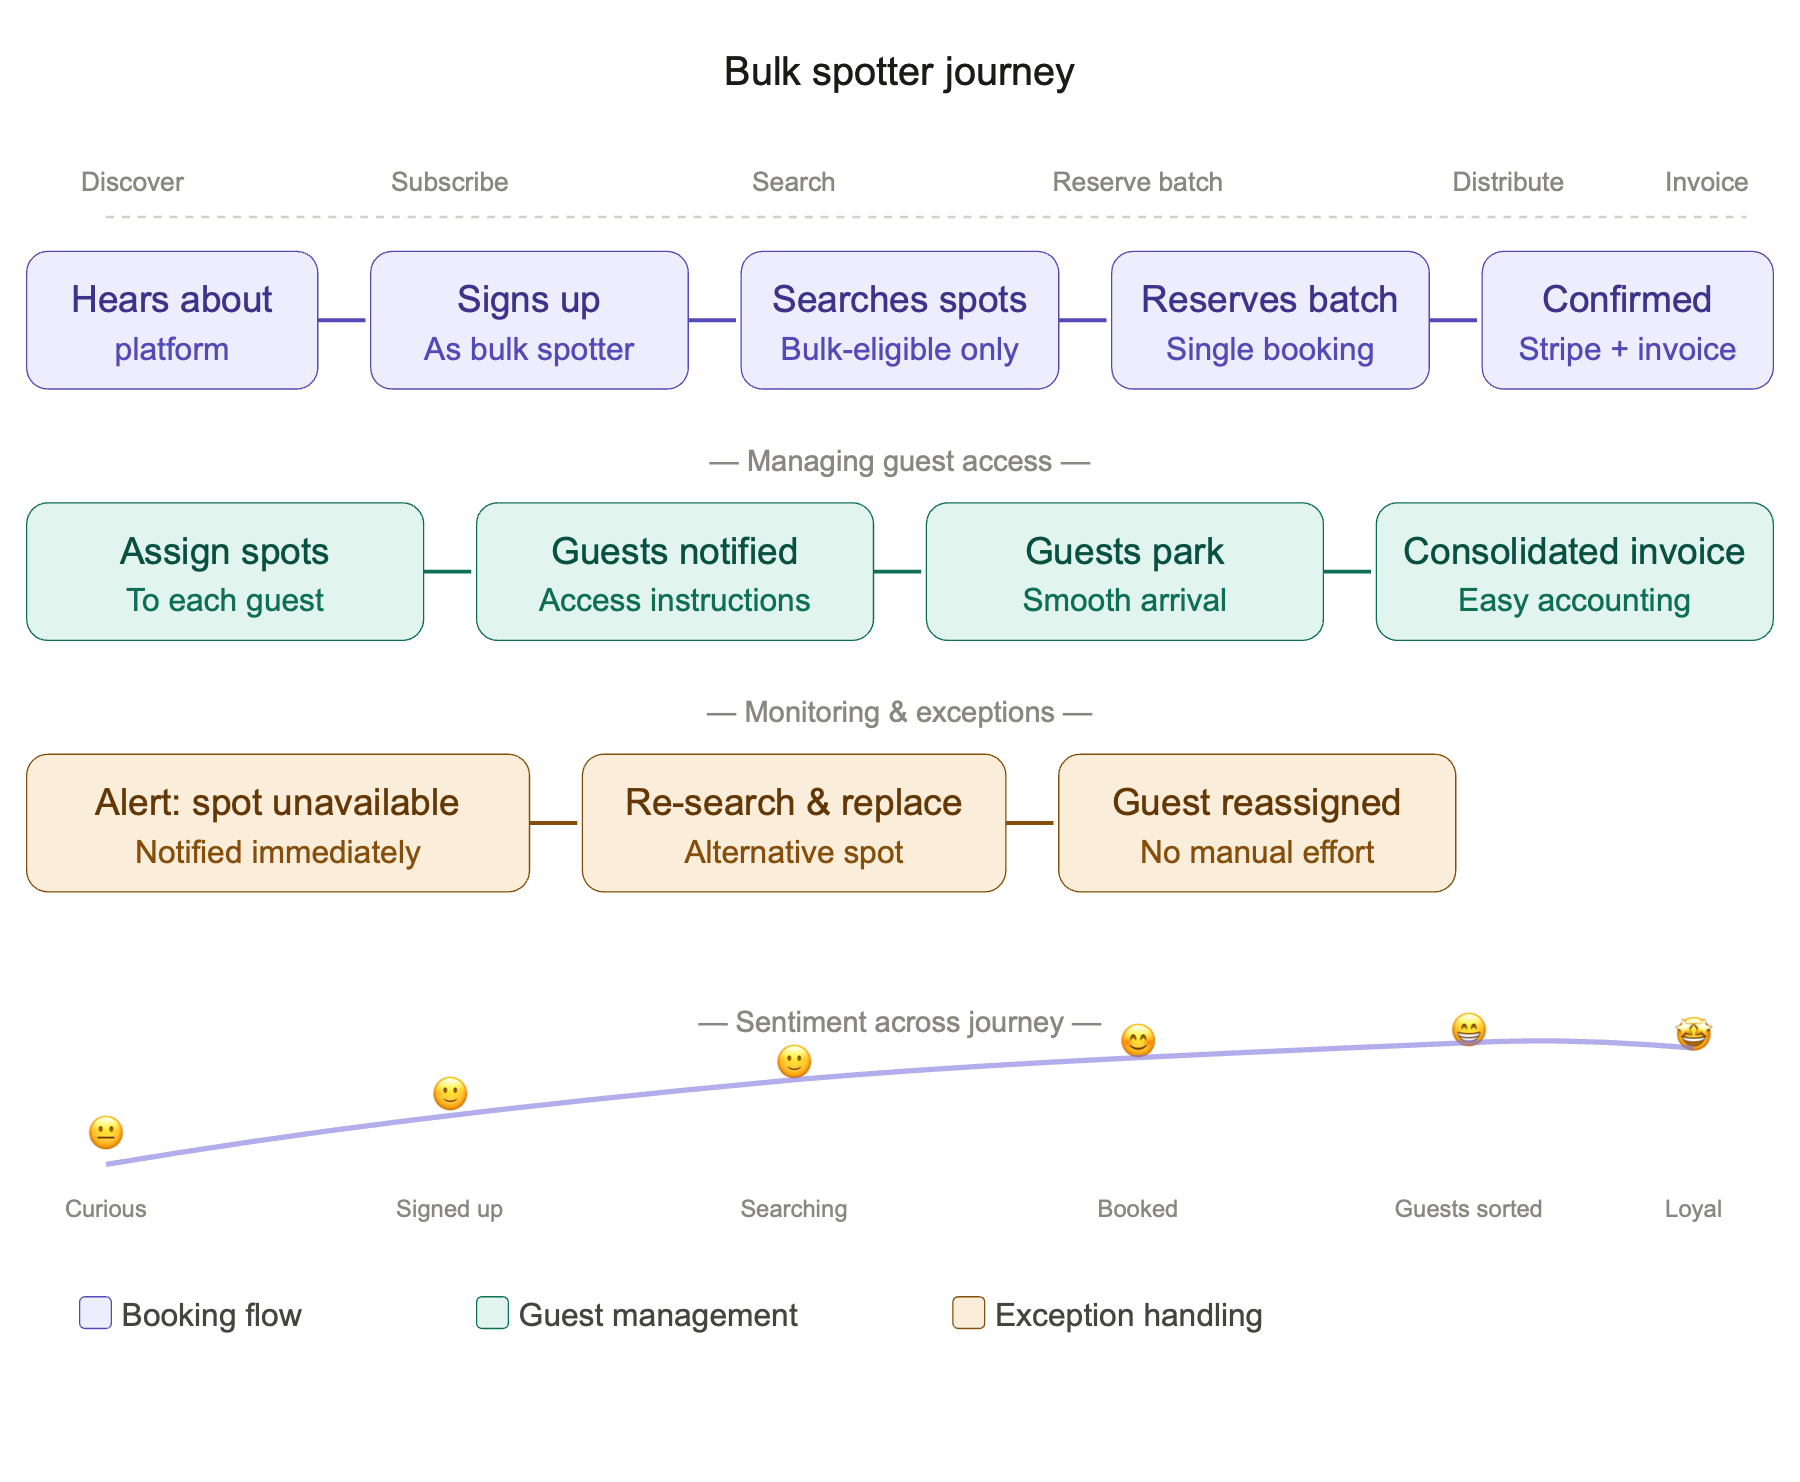 Bulk spotter journey
Discover
Subscribe
Search
Reserve batch
Distribute
Invoice
Hears about
platform
Signs up
As bulk spotter
Searches spots
Bulk-eligible only
Reserves batch
Single booking
Confirmed
Stripe + invoice
— Managing guest access —
Assign spots
To each guest
Guests notified
Access instructions
Guests park
Smooth arrival
Consolidated invoice
Easy accounting
— Monitoring & exceptions —
Alert: spot unavailable
Notified immediately
Re-search & replace
Alternative spot
Guest reassigned
No manual effort
— Sentiment across journey —
Curious
Signed up
Searching
Booked
Guests sorted
Loyal
Booking flow
Guest management
Exception handling